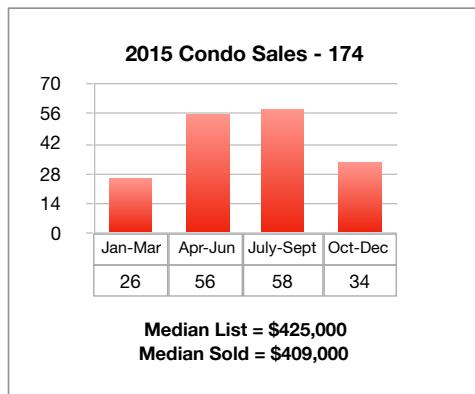 2015 Condo Sales - 174
70
56
42
28
14
0
Jan-Mar Apr-Jun July-Sept Oct-Dec
26 56 58 34
Median List = $425,000
Median Sold = $409,000